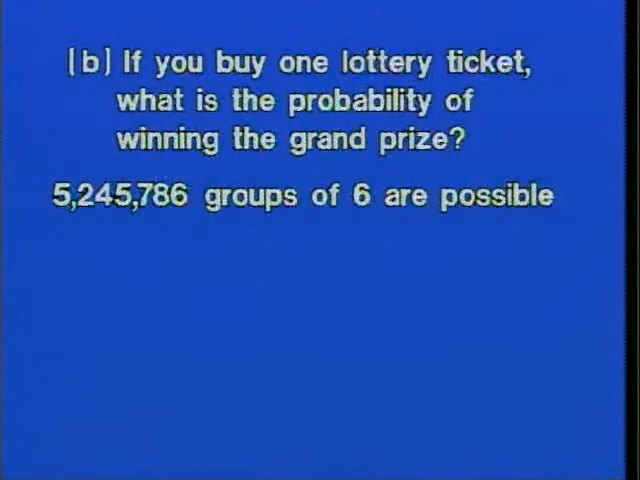 (b) If you buy one lottery ticket,
what is the probability of
winning the grand prize?
5,245,786 groups of 6 are possible